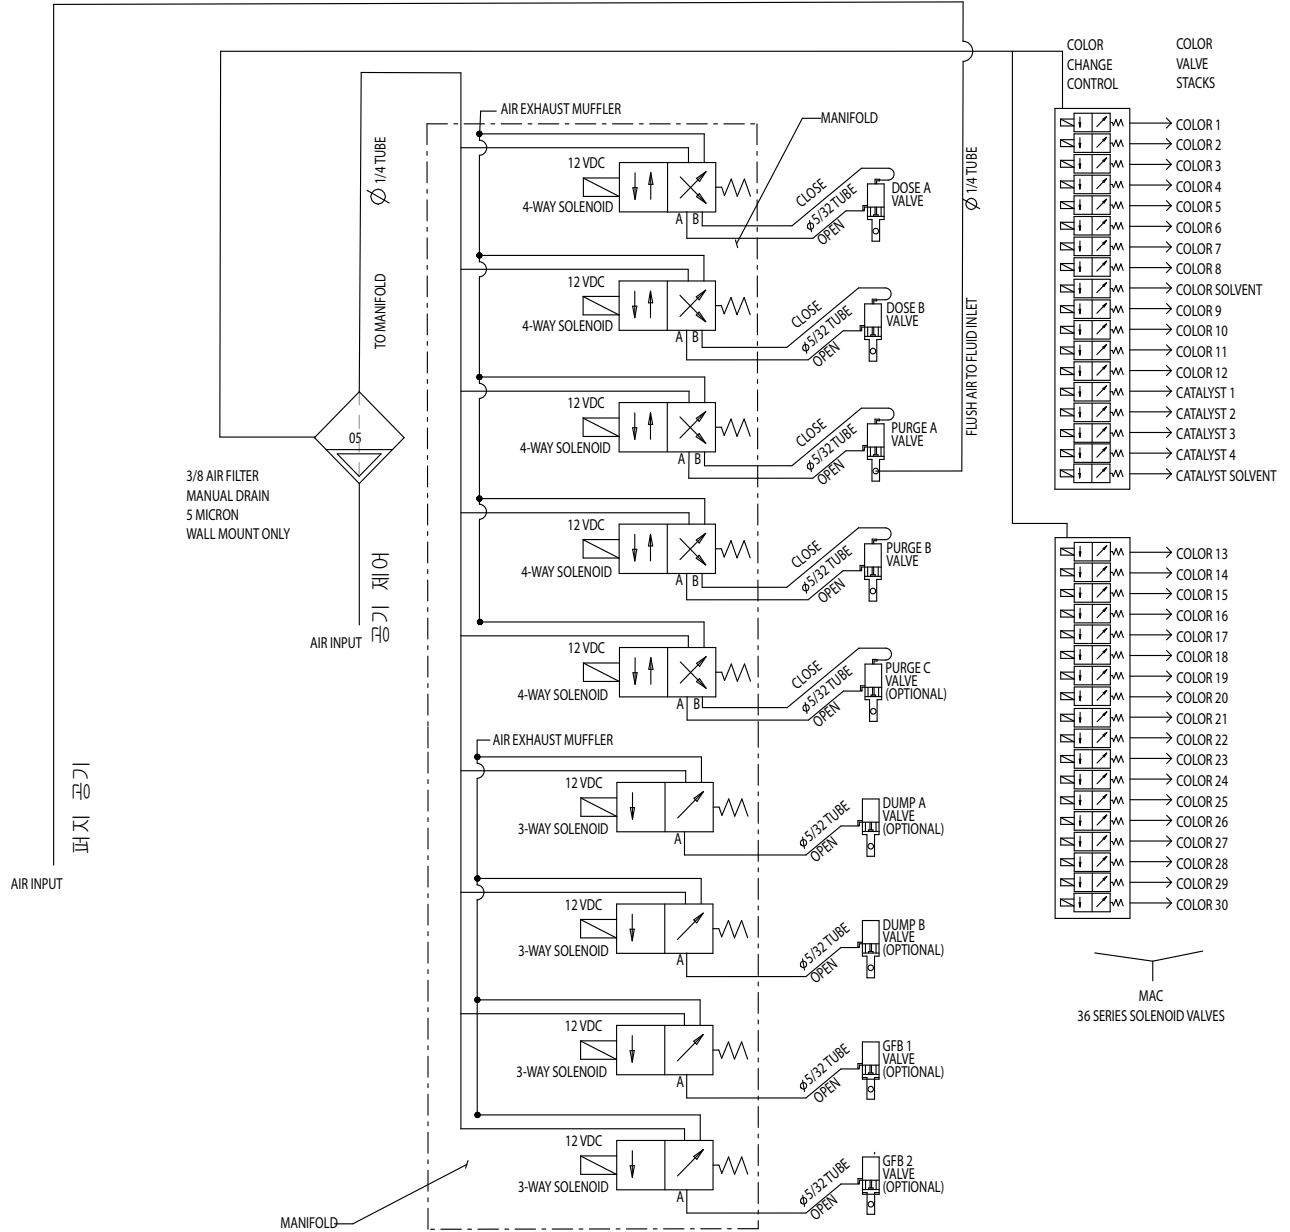 COLOR
CHANGE
CONTROL
COLOR
VALVE
STACKS
AIR EXHAUST MUFFLER
MANIFOLD
Ø 1/4 TUBE
TO MANIFOLD
Ø 1/4 TUBE
FLUSH AIR TO FLUID INLET
12 VDC
4-WAY SOLENOID
A B
CLOSE
Ø5/32 TUBE
OPEN
DOSE A
VALVE
12 VDC
4-WAY SOLENOID
A B
CLOSE
Ø5/32 TUBE
OPEN
DOSE B
VALVE
12 VDC
4-WAY SOLENOID
A B
CLOSE
Ø5/32 TUBE
OPEN
PURGE A
VALVE
12 VDC
4-WAY SOLENOID
A B
CLOSE
Ø5/32 TUBE
OPEN
PURGE B
VALVE
12 VDC
4-WAY SOLENOID
A B
CLOSE
Ø5/32 TUBE
OPEN
PURGE C
VALVE
(OPTIONAL)
05
3/8 AIR FILTER
MANUAL DRAIN
5 MICRON
WALL MOUNT ONLY
공기 제어
AIR INPUT
퍼지 공기
AIR INPUT
AIR EXHAUST MUFFLER
12 VDC
3-WAY SOLENOID
A
Ø5/32 TUBE
OPEN
DUMP A
VALVE
(OPTIONAL)
12 VDC
3-WAY SOLENOID
A
Ø5/32 TUBE
OPEN
DUMP B
VALVE
(OPTIONAL)
12 VDC
3-WAY SOLENOID
A
Ø5/32 TUBE
OPEN
GFB 1
VALVE
(OPTIONAL)
12 VDC
3-WAY SOLENOID
A
Ø5/32 TUBE
OPEN
GFB 2
VALVE
(OPTIONAL)
MANIFOLD
COLOR 1
COLOR 2
COLOR 3
COLOR 4
COLOR 5
COLOR 6
COLOR 7
COLOR 8
COLOR SOLVENT
COLOR 9
COLOR 10
COLOR 11
COLOR 12
CATALYST 1
CATALYST 2
CATALYST 3
CATALYST 4
CATALYST SOLVENT
COLOR 13
COLOR 14
COLOR 15
COLOR 16
COLOR 17
COLOR 18
COLOR 19
COLOR 20
COLOR 21
COLOR 22
COLOR 23
COLOR 24
COLOR 25
COLOR 26
COLOR 27
COLOR 28
COLOR 29
COLOR 30
MAC
36 SERIES SOLENOID VALVES